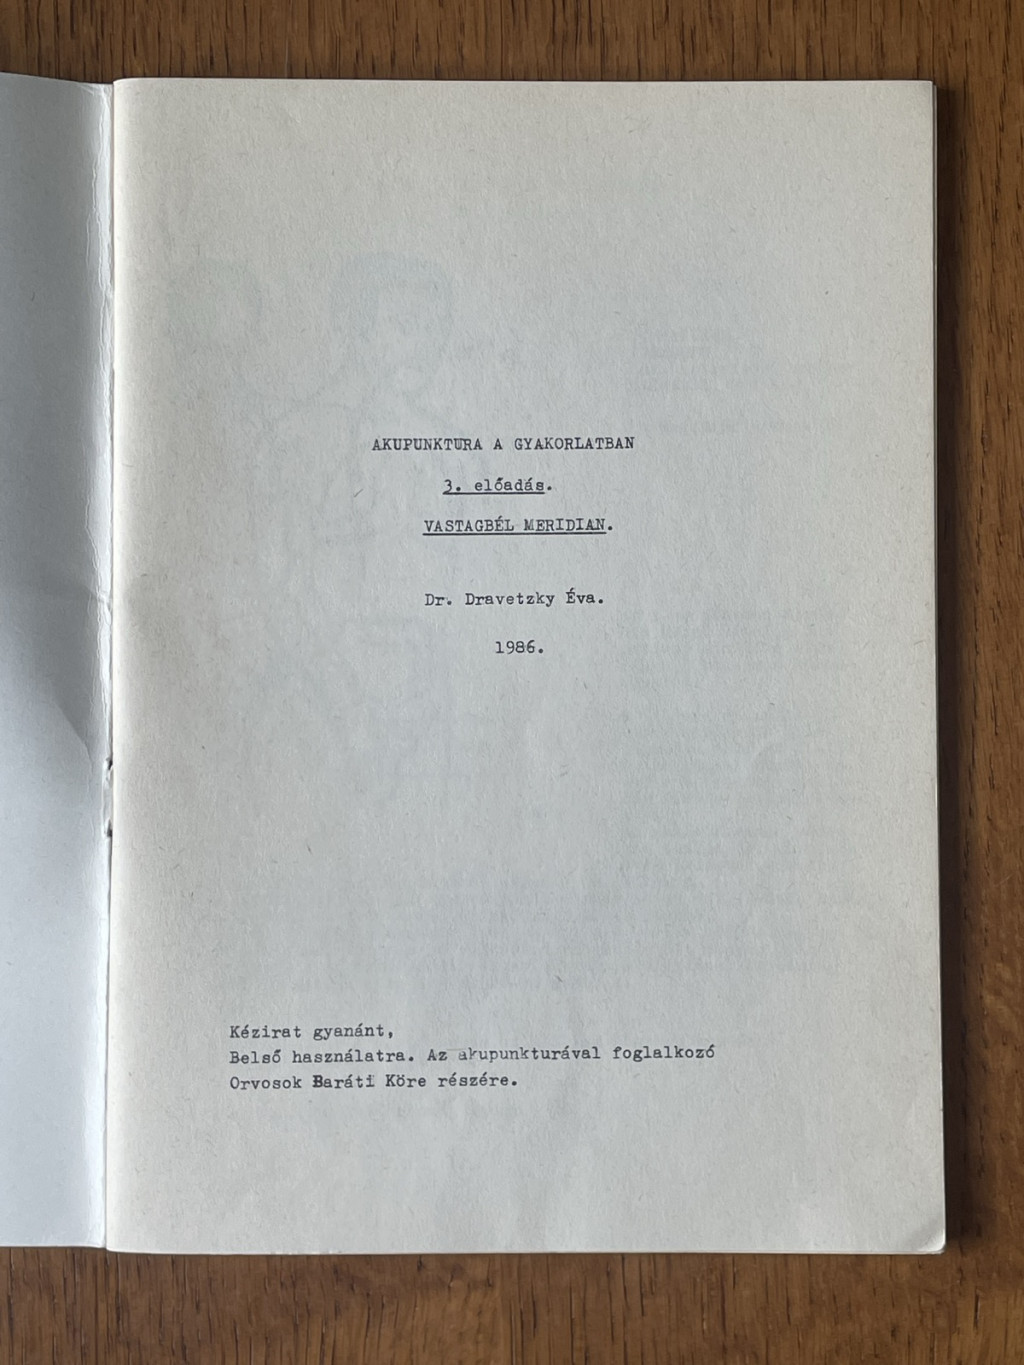 AKUPUNKTURA A GYAKORLATBAN
3. előadás.
VASTAGBÉL MERIDIAN.
Dr. Dravetzky Éva.
1986.
Kézirat gyanánt,
Belső használatra. Az akupunkturával foglalkozó
Orvosok Baráti Köre részére.